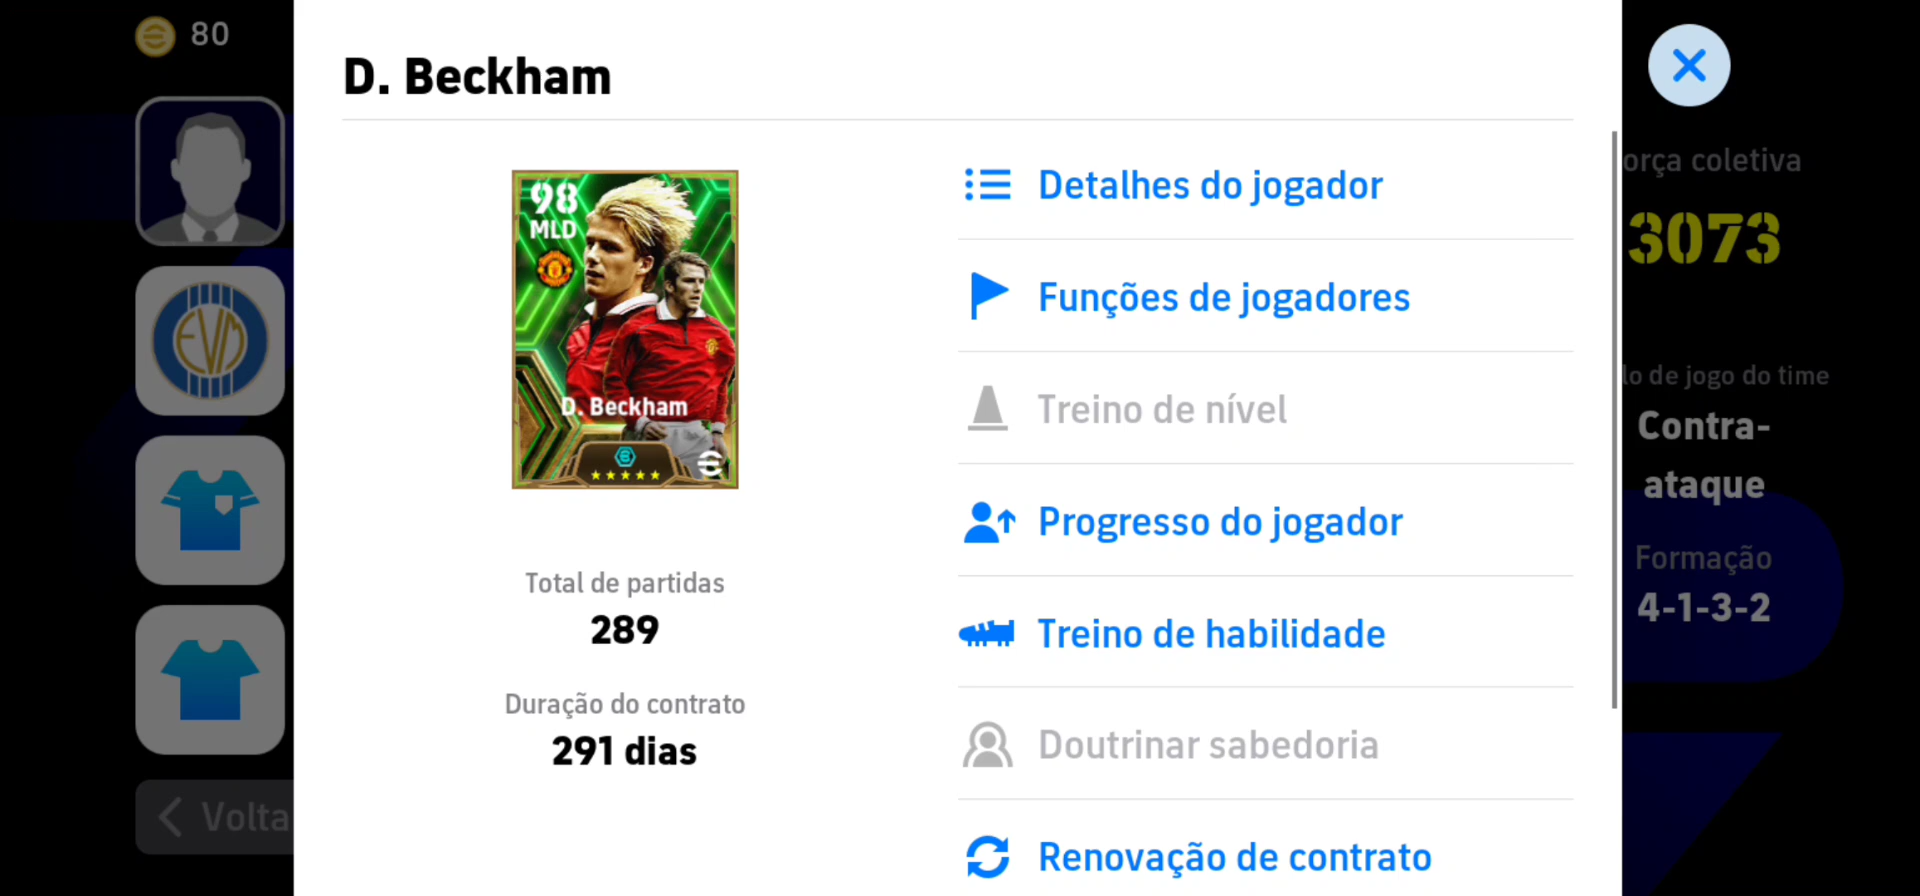 80
D. Beckham
98
MLD
D. Beckham
Total de partidas
289
Duração do contrato
291 dias
Detalhes do jogador
Funções de jogadores
Treino de nível
Progresso do jogador
Treino de habilidade
Doutrinar sabedoria
Renovação de contrato
orça coletiva
3073
lo de jogo do time
Contra-
ataque
Formação
4-1-3-2
EVM
Volta